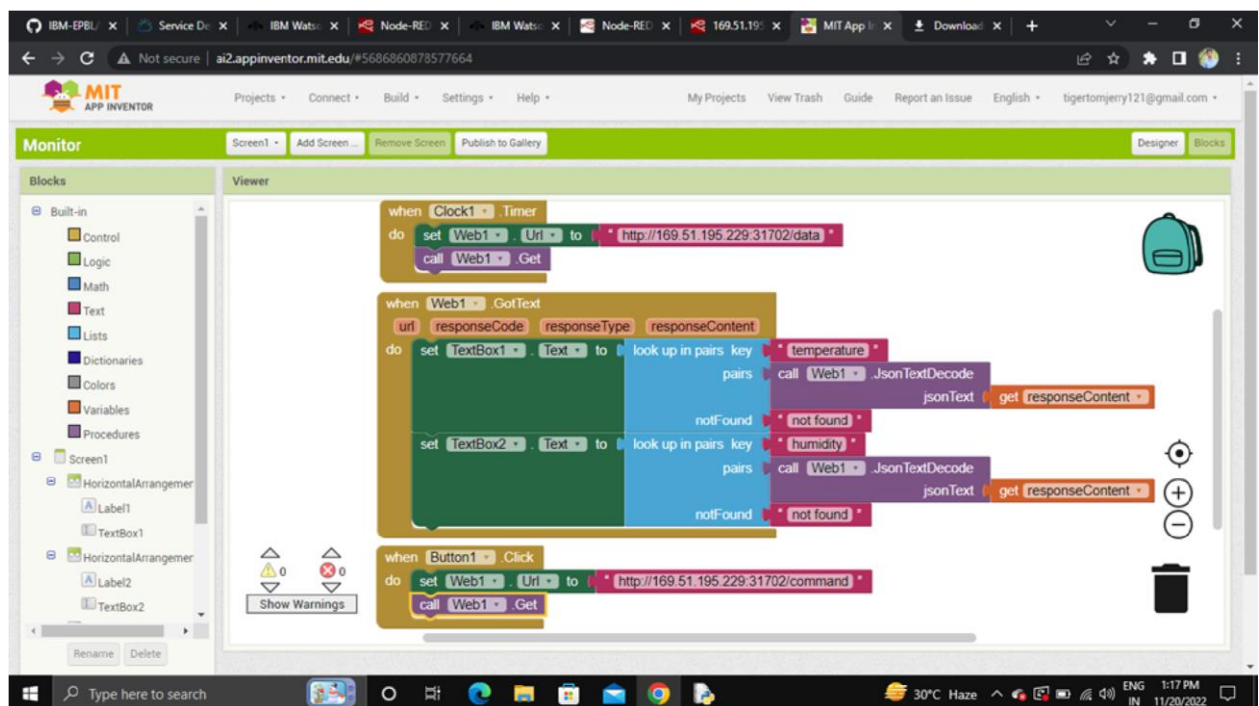 IBM-EPBL/ Service De IBM Watso Node-RED IBM Watso Node-RED 169.51.195 MIT App In Download
Not secure ai2.appinventor.mit.edu/#5686860878577664
MIT
APP INVENTOR
Projects Connect Build Settings Help My Projects View Trash Guide Report an Issue English tigertomjerry121@gmail.com
Monitor Screen1 Add Screen ... Remove Screen Publish to Gallery Designer Blocks
Blocks Viewer
Built-in
Control
Logic
Math
Text
Lists
Dictionaries
Colors
Variables
Procedures
Screen1
HorizontalArrangemer
Label1
TextBox1
HorizontalArrangemer
Label2
TextBox2
Rename Delete
when Clock1 .Timer
do set Web1 . Url to " http://169.51.195.229:31702/data "
call Web1 .Get
when Web1 .GotText
url responseCode responseType responseContent
do set TextBox1 . Text to look up in pairs key " temperature "
pairs call Web1 .JsonTextDecode
jsonText get responseContent
notFound " not found "
set TextBox2 . Text to look up in pairs key " humidity "
pairs call Web1 .JsonTextDecode
jsonText get responseContent
notFound " not found "
when Button1 .Click
do set Web1 . Url to " http://169.51.195.229:31702/command "
call Web1 .Get
0 0
Show Warnings
Type here to search
30°C Haze ENG 1:17 PM
IN 11/20/2022